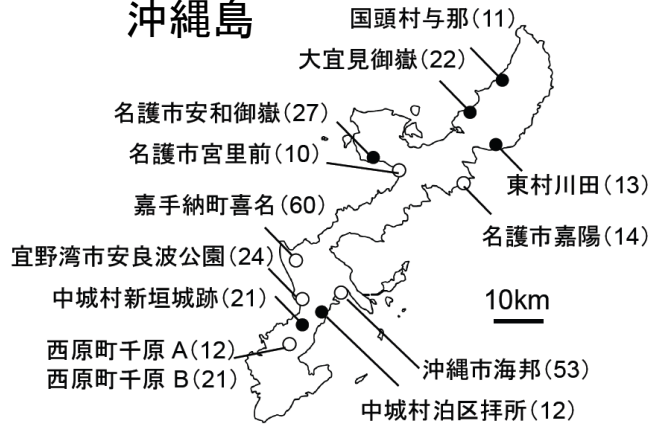 沖縄島
国頭村与那(11)
大宜見御嶽(22)
名護市安和御嶽(27)
名護市宮里前(10)
東村川田(13)
嘉手納町喜名(60)
名護市嘉陽(14)
宜野湾市安良波公園(24)
中城村新垣城跡(21)
10km
西原町千原 A(12)
西原町千原 B(21)
沖縄市海邦(53)
中城村泊区拝所(12)